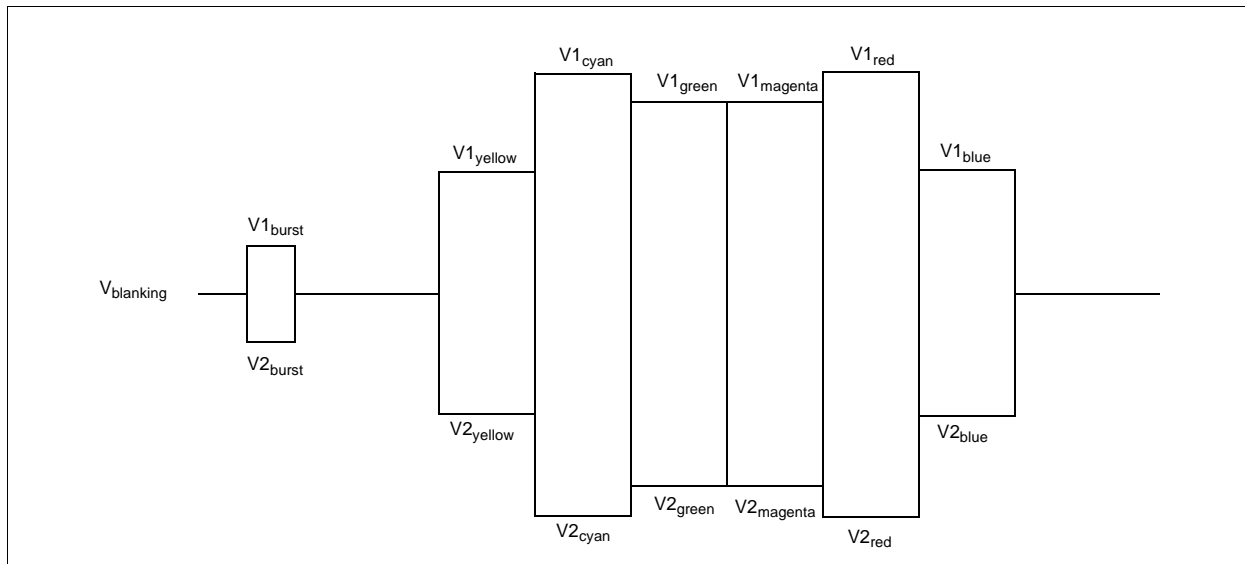 V1cyan
V1red
V1green
V1magenta
V1yellow
V1blue
V1burst
Vblanking
V2burst
V2yellow
V2blue
V2green
V2magenta
V2cyan
V2red